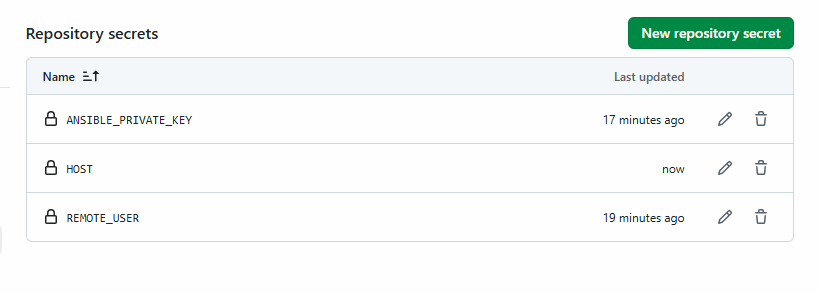 Repository secrets
New repository secret
Name
Last updated
ANSIBLE_PRIVATE_KEY
17 minutes ago
HOST
now
REMOTE_USER
19 minutes ago